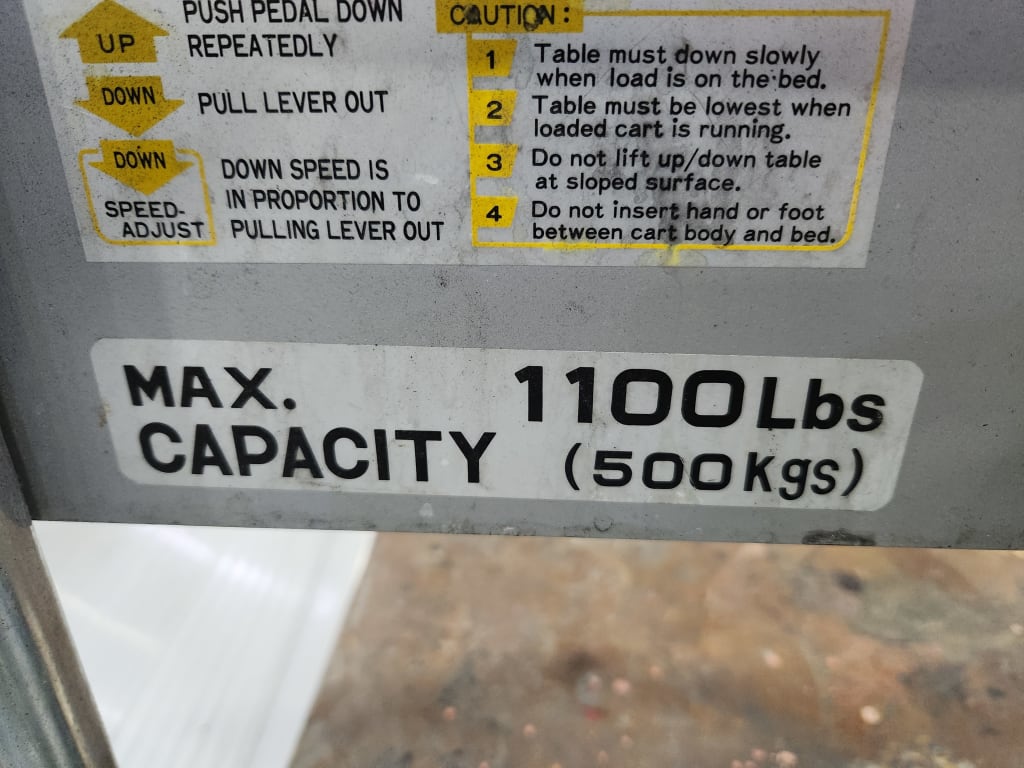 UP
PUSH PEDAL DOWN
REPEATEDLY
DOWN
PULL LEVER OUT
DOWN
SPEED-
ADJUST
DOWN SPEED IS
IN PROPORTION TO
PULLING LEVER OUT
CAUTION:
1 Table must down slowly
when load is on the bed.
2 Table must be lowest when
loaded cart is running.
3 Do not lift up/down table
at sloped surface.
4 Do not insert hand or foot
between cart body and bed.
MAX.
CAPACITY
1100Lbs
(500Kgs)